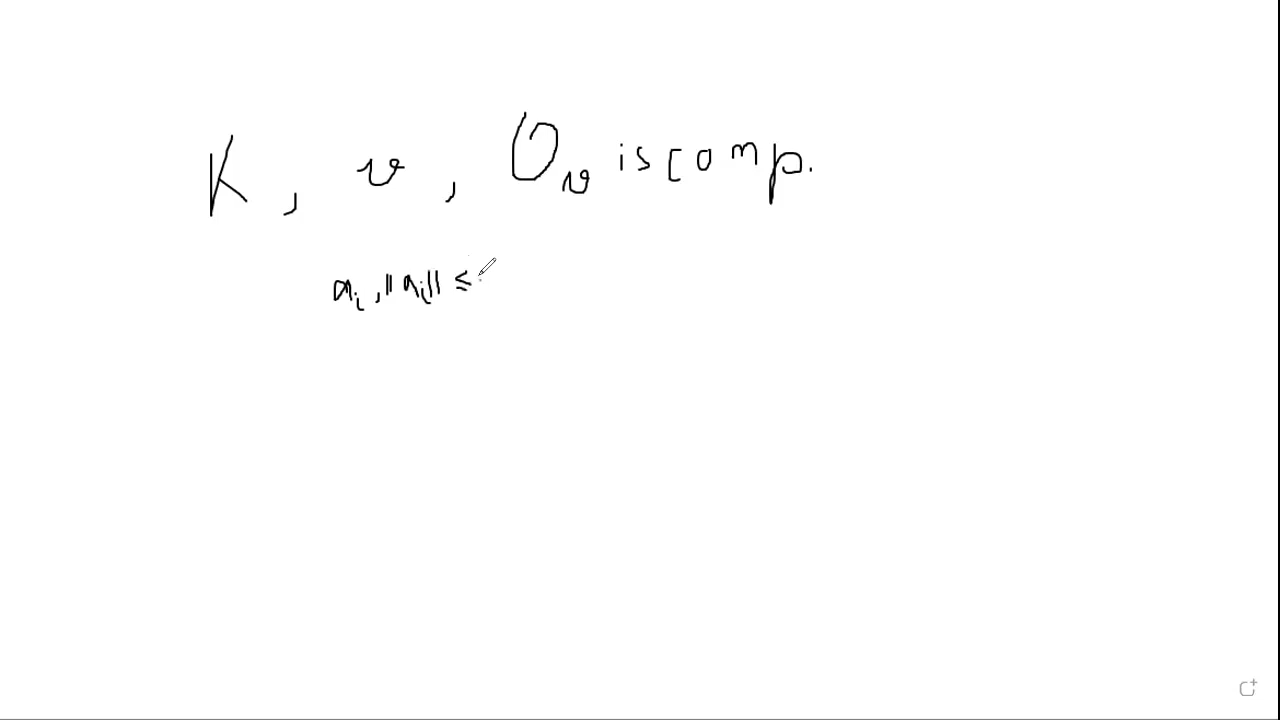 K, v, O_v is comp.
a_i, ||a_i|| ≤